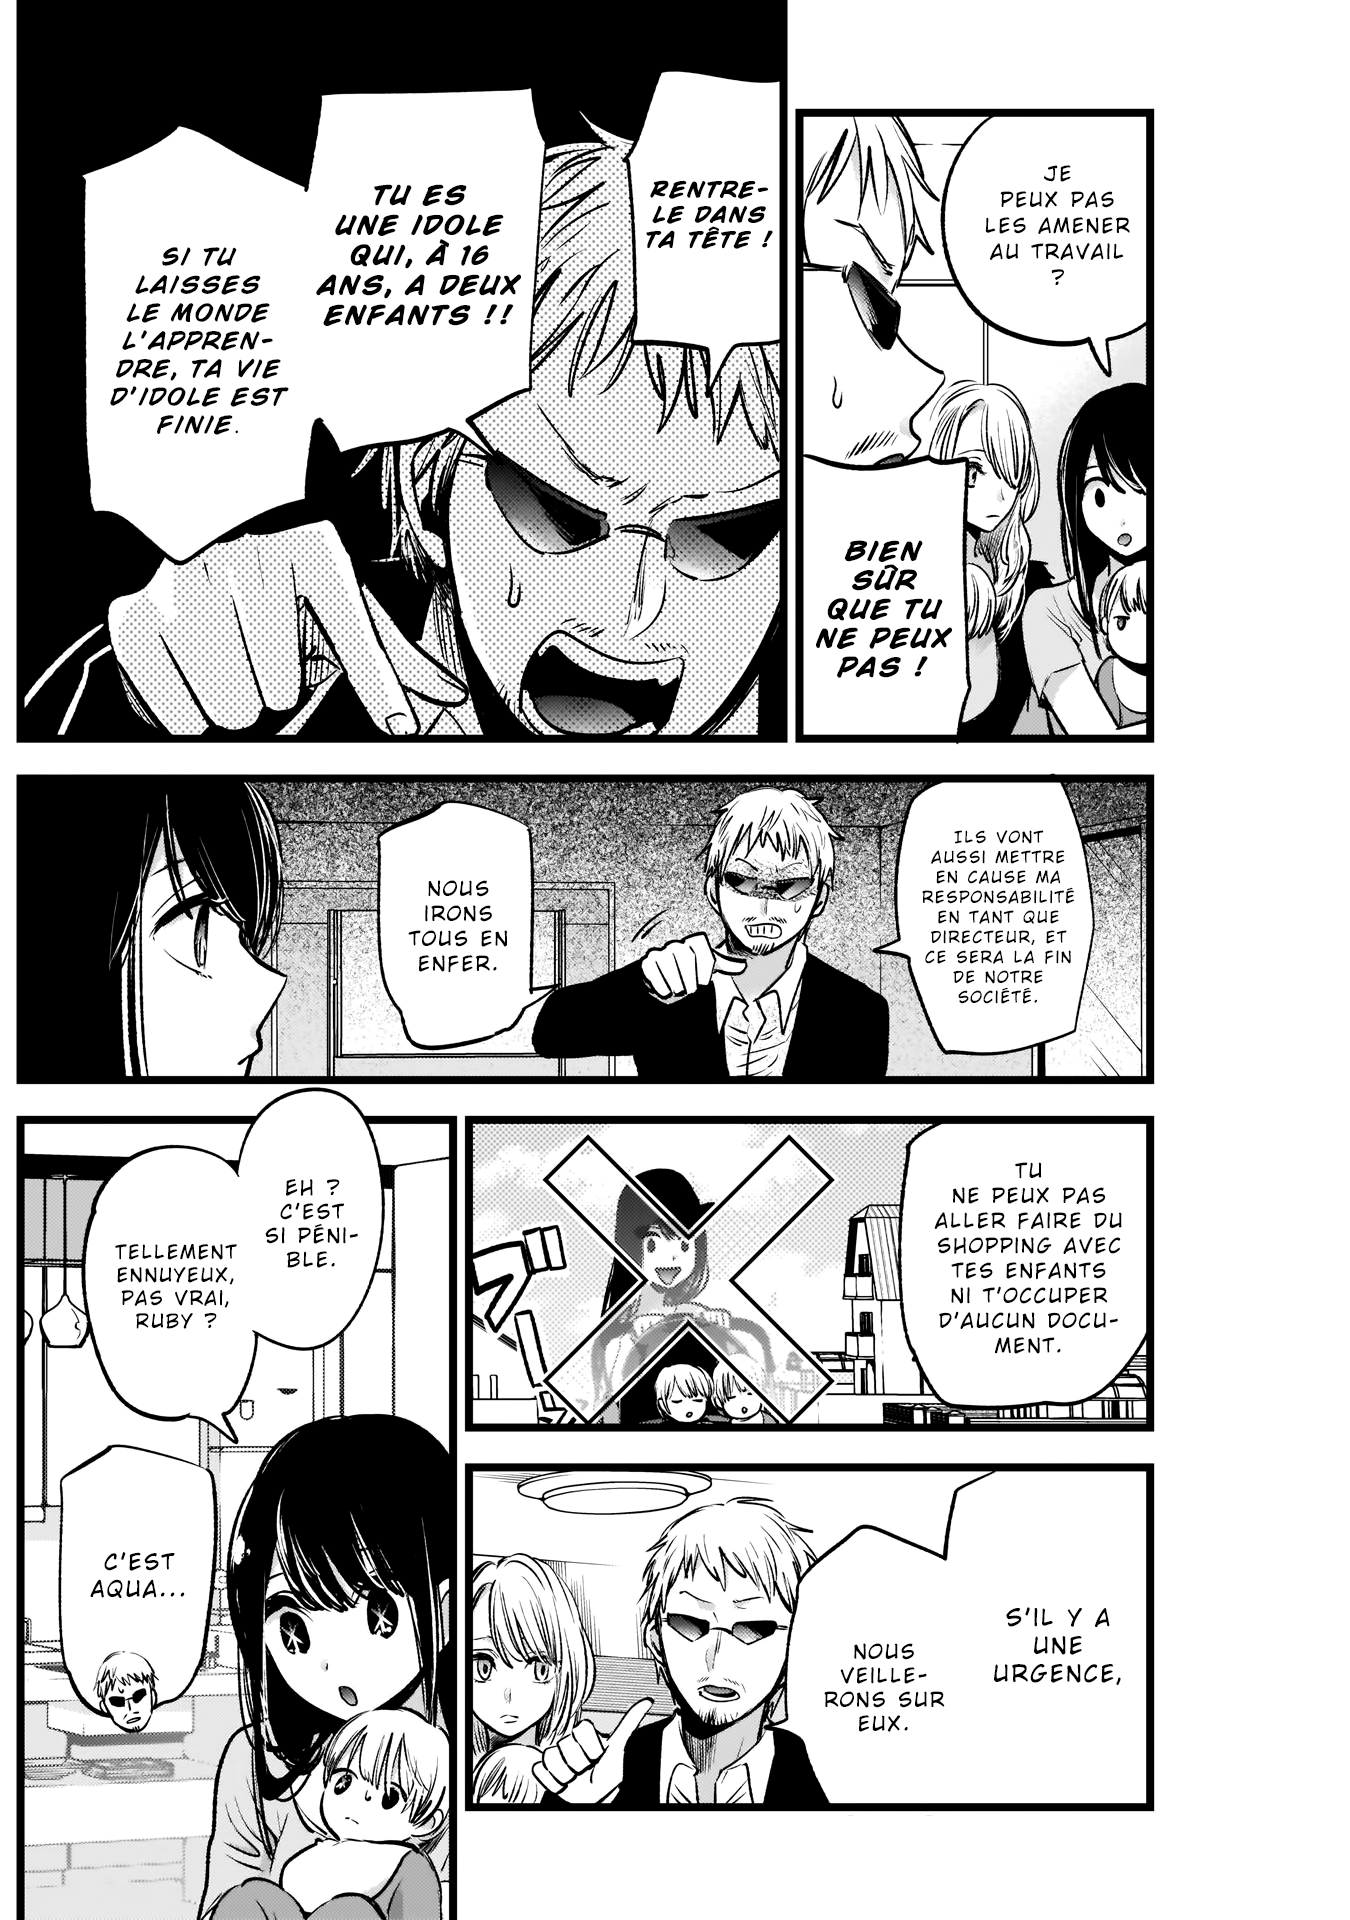 JE
PEUX PAS
LES AMENER
AU TRAVAIL
?
BIEN
SÛR
QUE TU
NE PEUX
PAS !
RENTRE-
LE DANS
TA TÊTE !
TU ES
UNE IDOLE
QUI, À 16
ANS, A DEUX
ENFANTS !!
SI TU
LAISSES
LE MONDE
L'APPREN-
DRE, TA VIE
D'IDOLE EST
FINIE.
ILS VONT
AUSSI METTRE
EN CAUSE MA
RESPONSABILITÉ
EN TANT QUE
DIRECTEUR, ET
CE SERA LA FIN
DE NOTRE
SOCIÉTÉ.
NOUS
IRONS
TOUS EN
ENFER.
TU
NE PEUX PAS
ALLER FAIRE DU
SHOPPING AVEC
TES ENFANTS
NI T'OCCUPER
D'AUCUN DOCU-
MENT.
S'IL Y A
UNE
URGENCE,
NOUS
VEILLE-
RONS SUR
EUX.
EH ?
C'EST
SI PÉNI-
BLE.
TELLEMENT
ENNUYEUX,
PAS VRAI,
RUBY ?
C'EST
AQUA...